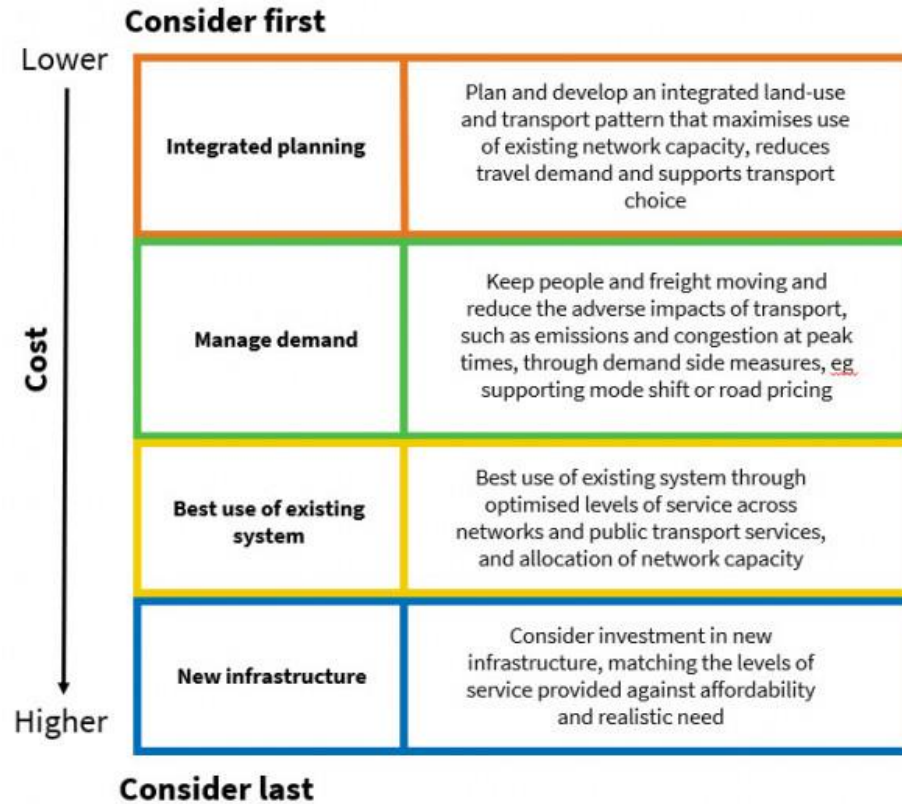 Consider first
Lower
Integrated planning
Plan and develop an integrated land-use
and transport pattern that maximises use
of existing network capacity, reduces
travel demand and supports transport
choice
Cost
Manage demand
Keep people and freight moving and
reduce the adverse impacts of transport,
such as emissions and congestion at peak
times, through demand side measures, eg
supporting mode shift or road pricing
Best use of existing
system
Best use of existing system through
optimised levels of service across
networks and public transport services,
and allocation of network capacity
New infrastructure
Consider investment in new
infrastructure, matching the levels of
service provided against affordability
and realistic need
Higher
Consider last